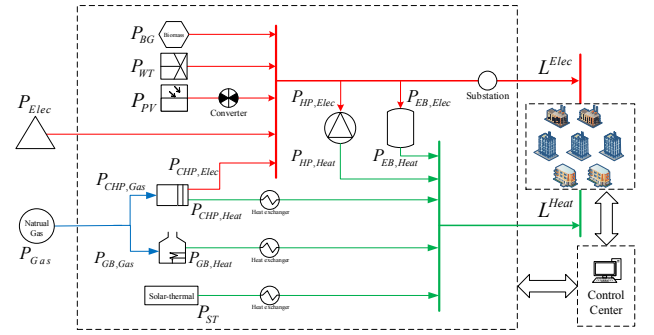 P_BG
Biomass
P_WT
P_PV
Converter
P_Elec
P_HP,Elec
P_EB,Elec
Substation
L^Elec
P_HP,Heat
P_EB,Heat
P_CHP,Elec
P_CHP,Gas
P_CHP,Heat
Heat exchanger
L^Heat
Natrual
Gas
P_Gas
P_GB,Gas
P_GB,Heat
Heat exchanger
Solar-thermal
P_ST
Heat exchanger
Control
Center